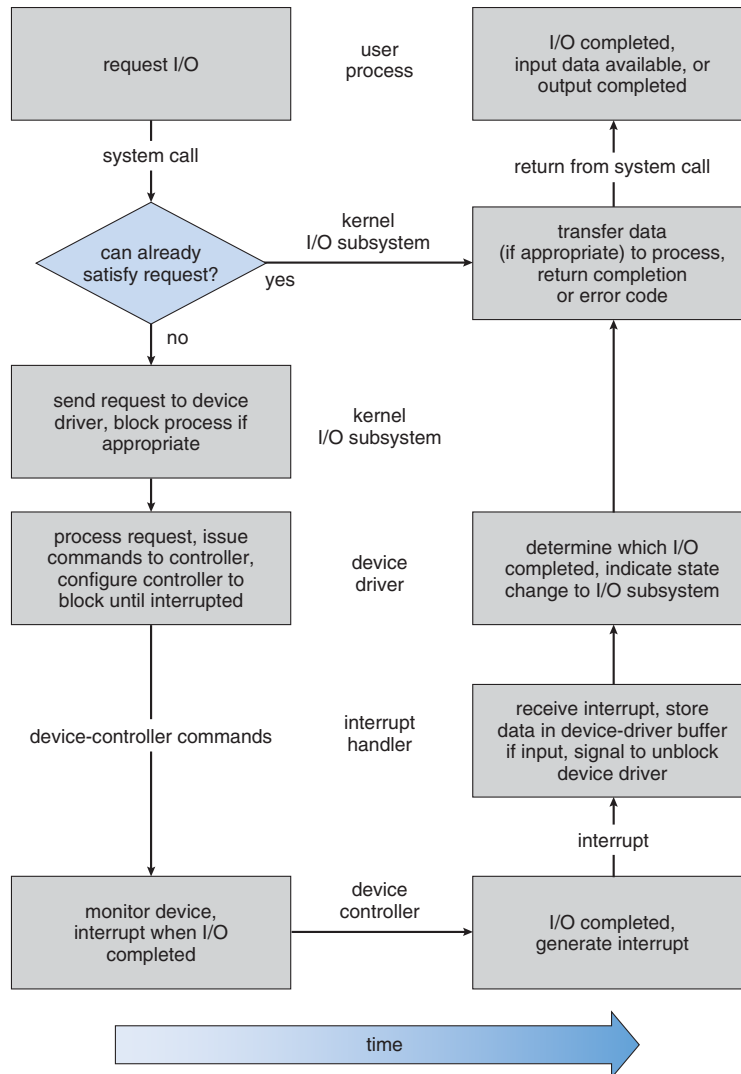 request I/O
user
process
I/O completed,
input data available, or
output completed
system call
return from system call
can already
satisfy request?
kernel
I/O subsystem
yes
transfer data
(if appropriate) to process,
return completion
or error code
no
send request to device
driver, block process if
appropriate
kernel
I/O subsystem
process request, issue
commands to controller,
configure controller to
block until interrupted
device
driver
determine which I/O
completed, indicate state
change to I/O subsystem
device-controller commands
interrupt
handler
receive interrupt, store
data in device-driver buffer
if input, signal to unblock
device driver
interrupt
monitor device,
interrupt when I/O
completed
device
controller
I/O completed,
generate interrupt
time